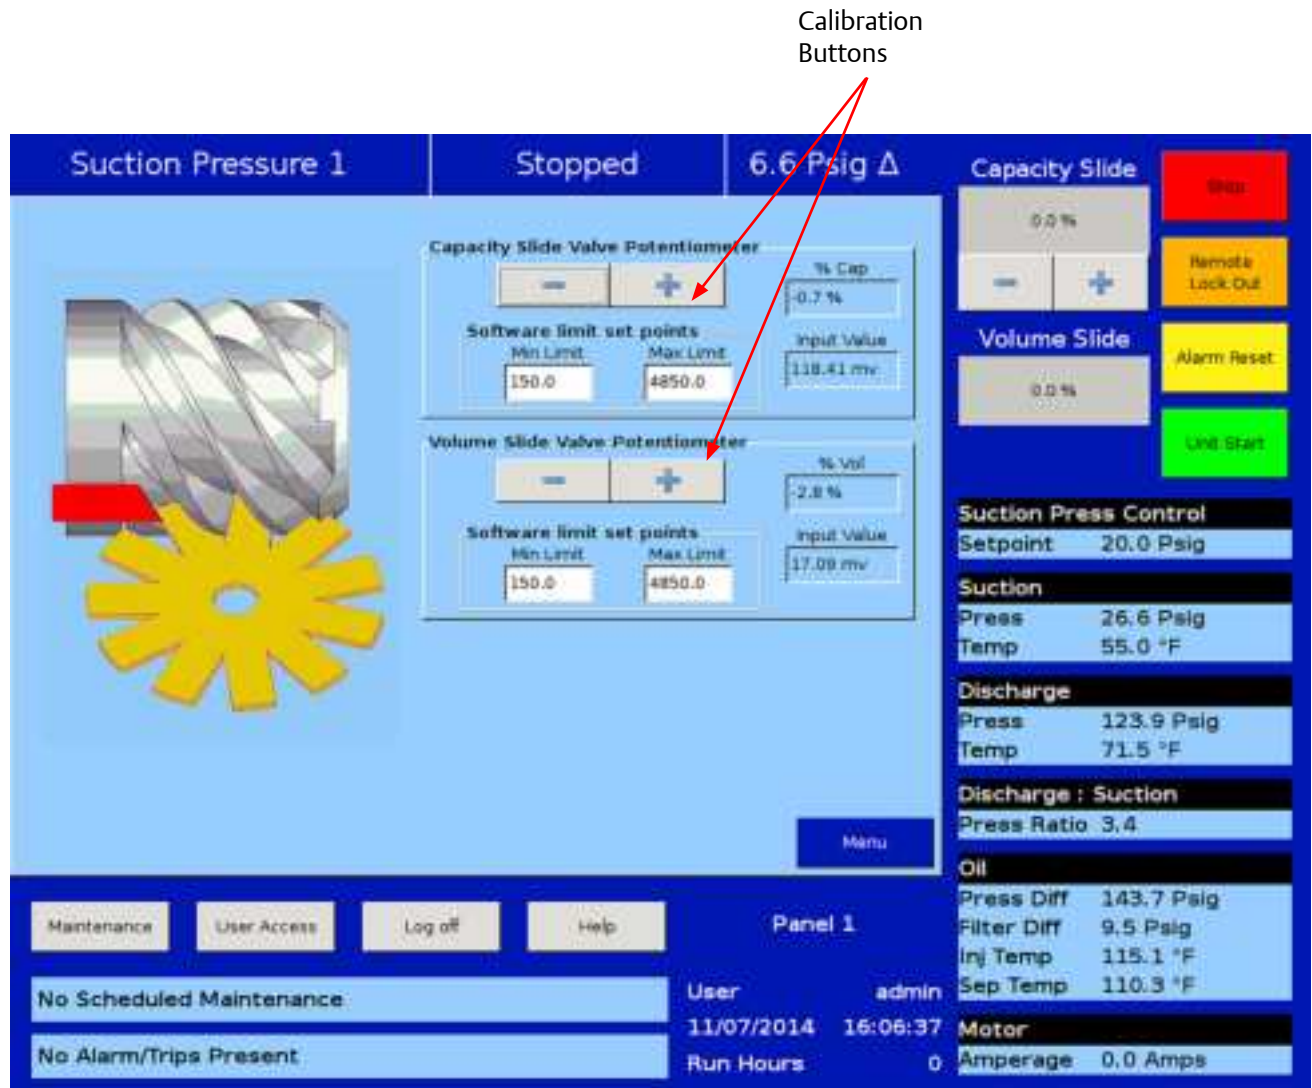 Calibration
Buttons
Suction Pressure 1
Stopped
6.6 Psig Δ
Capacity Slide
0.0 %
Stop
Remote
Lock Out
Volume Slide
0.0 %
Alarm Reset
Unit Start
Capacity Slide Valve Potentiometer
% Cap
-0.7 %
Software limit set points
Min Limit
Max Limit
150.0
4850.0
Input Value
118.41 mv
Volume Slide Valve Potentiometer
% Vol
-2.8 %
Software limit set points
Min Limit
Max Limit
150.0
4850.0
Input Value
17.09 mv
Menu
Suction Press Control
Setpoint 20.0 Psig
Suction
Press 26.6 Psig
Temp 55.0 °F
Discharge
Press 123.9 Psig
Temp 71.5 °F
Discharge : Suction
Press Ratio 3.4
Oil
Press Diff 143.7 Psig
Filter Diff 9.5 Psig
Inj Temp 115.1 °F
Sep Temp 110.3 °F
Motor
Amperage 0.0 Amps
Maintenance
User Access
Log off
Help
Panel 1
No Scheduled Maintenance
No Alarm/Trips Present
User admin
11/07/2014 16:06:37
Run Hours 0